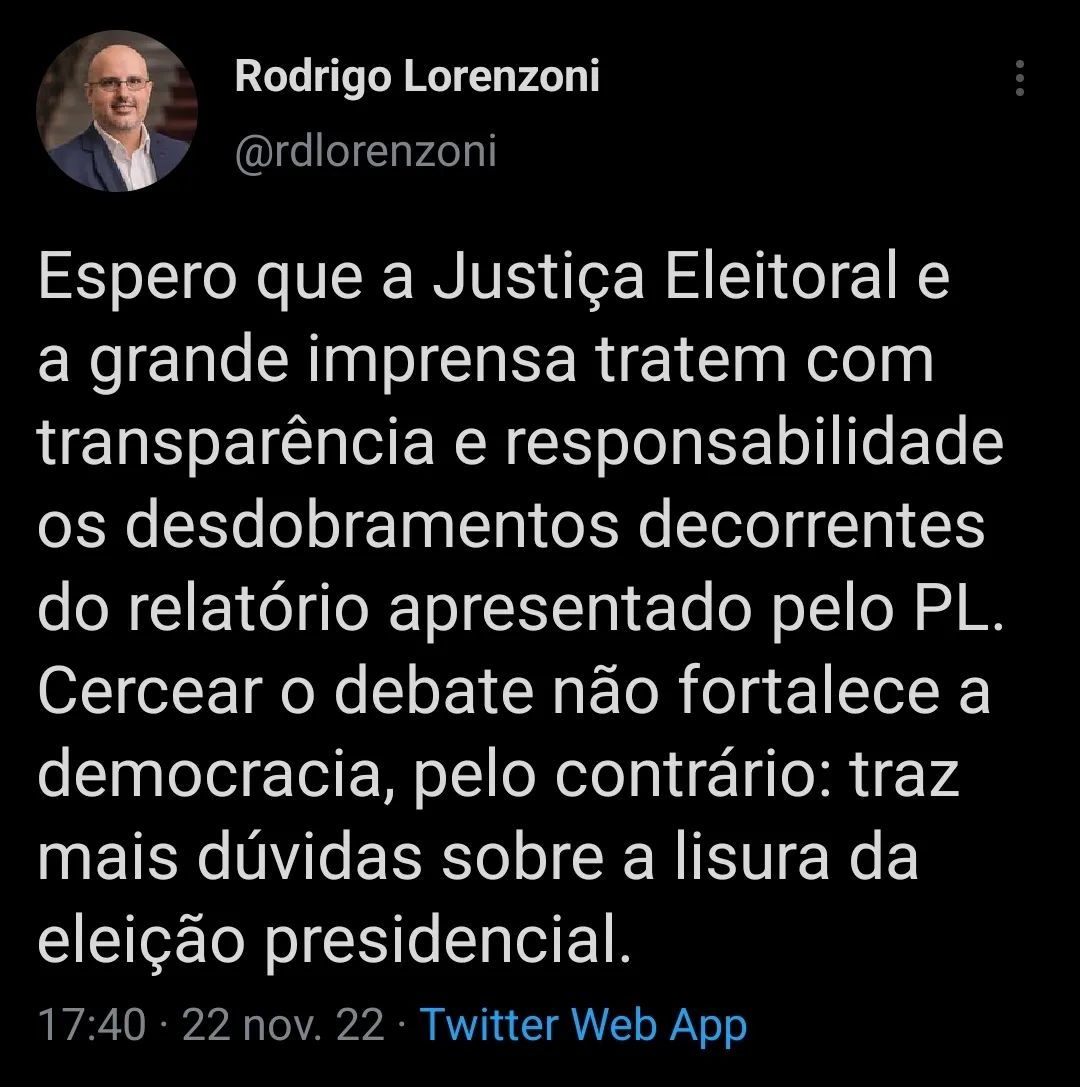 Rodrigo Lorenzoni
@rdlorenzoni
Espero que a Justiça Eleitoral e
a grande imprensa tratem com
transparência e responsabilidade
os desdobramentos decorrentes
do relatório apresentado pelo PL.
Cercear o debate não fortalece a
democracia, pelo contrário: traz
mais dúvidas sobre a lisura da
eleição presidencial.
17:40 · 22 nov. 22 · Twitter Web App